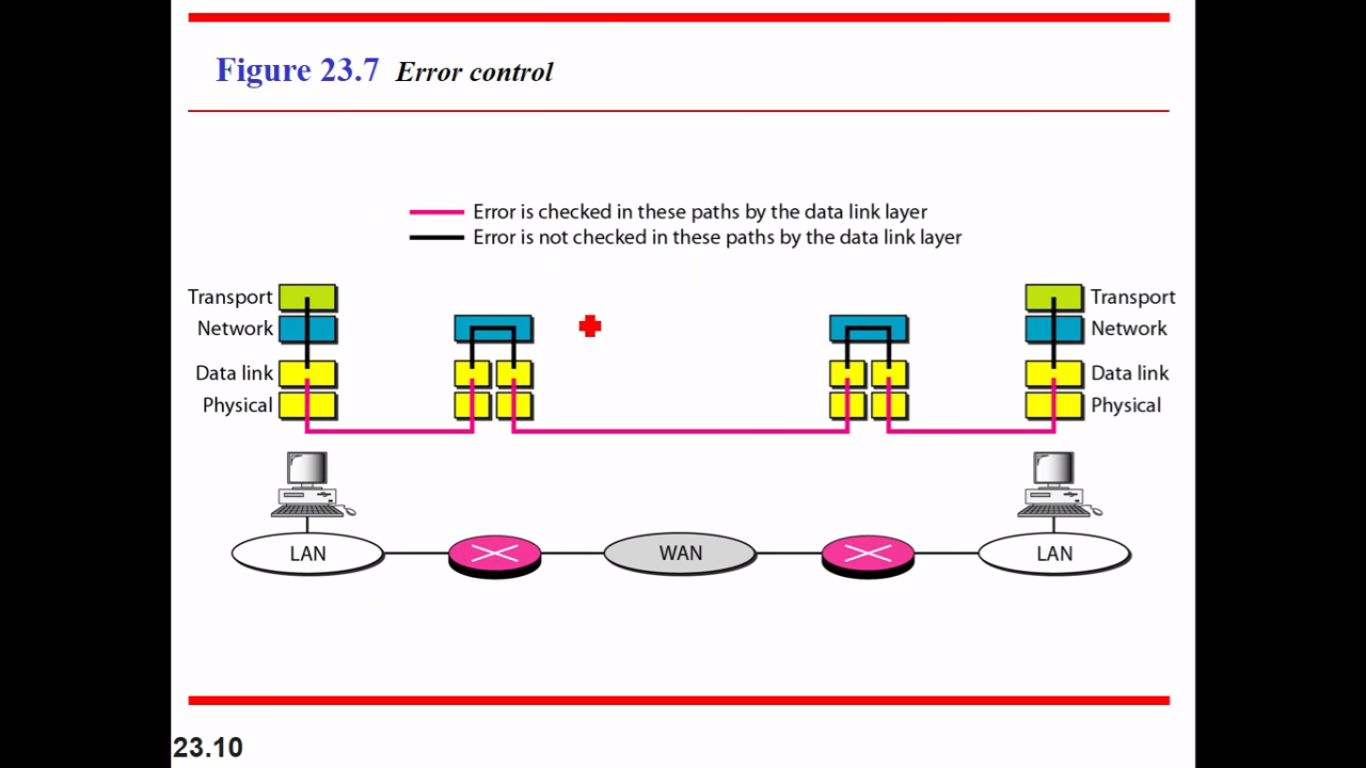 Figure 23.7 Error control
Error is checked in these paths by the data link layer
Error is not checked in these paths by the data link layer
Transport
Network
Data link
Physical
Transport
Network
Data link
Physical
LAN
WAN
LAN
23.10